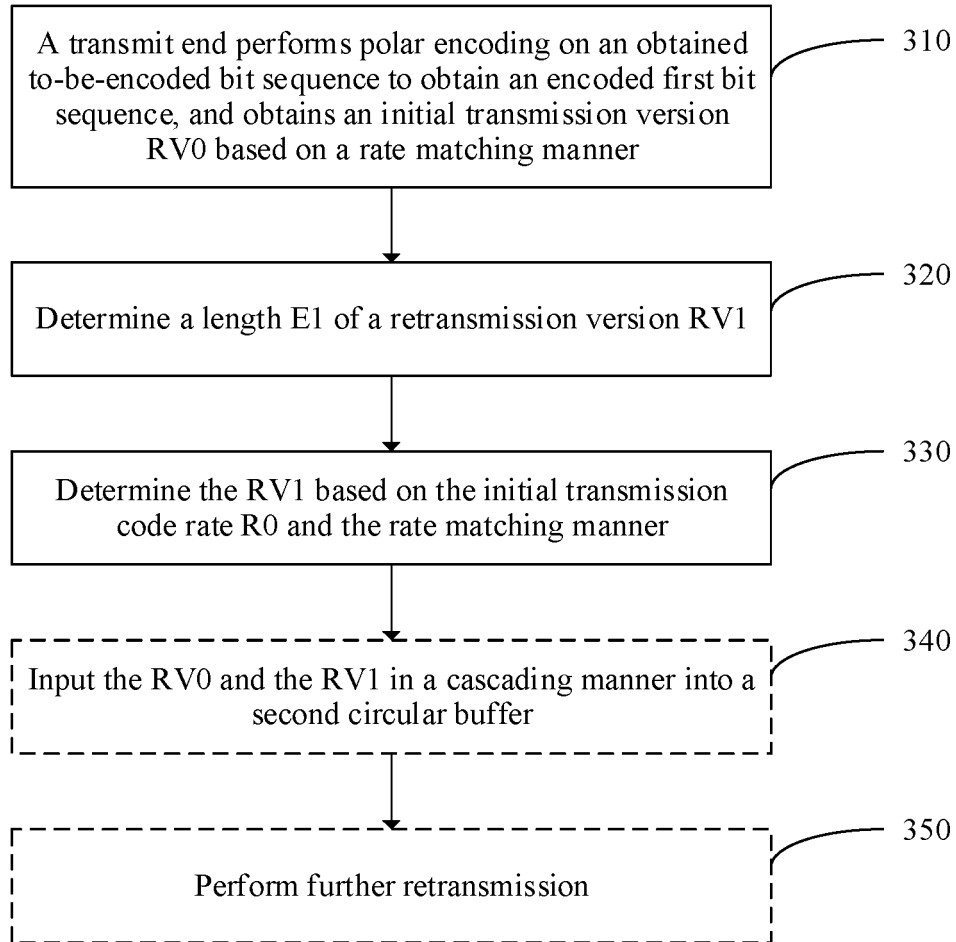 A transmit end performs polar encoding on an obtained
to-be-encoded bit sequence to obtain an encoded first bit
sequence, and obtains an initial transmission version
RV0 based on a rate matching manner
310
Determine a length E1 of a retransmission version RV1
320
Determine the RV1 based on the initial transmission
code rate R0 and the rate matching manner
330
Input the RV0 and the RV1 in a cascading manner into a
second circular buffer
340
Perform further retransmission
350